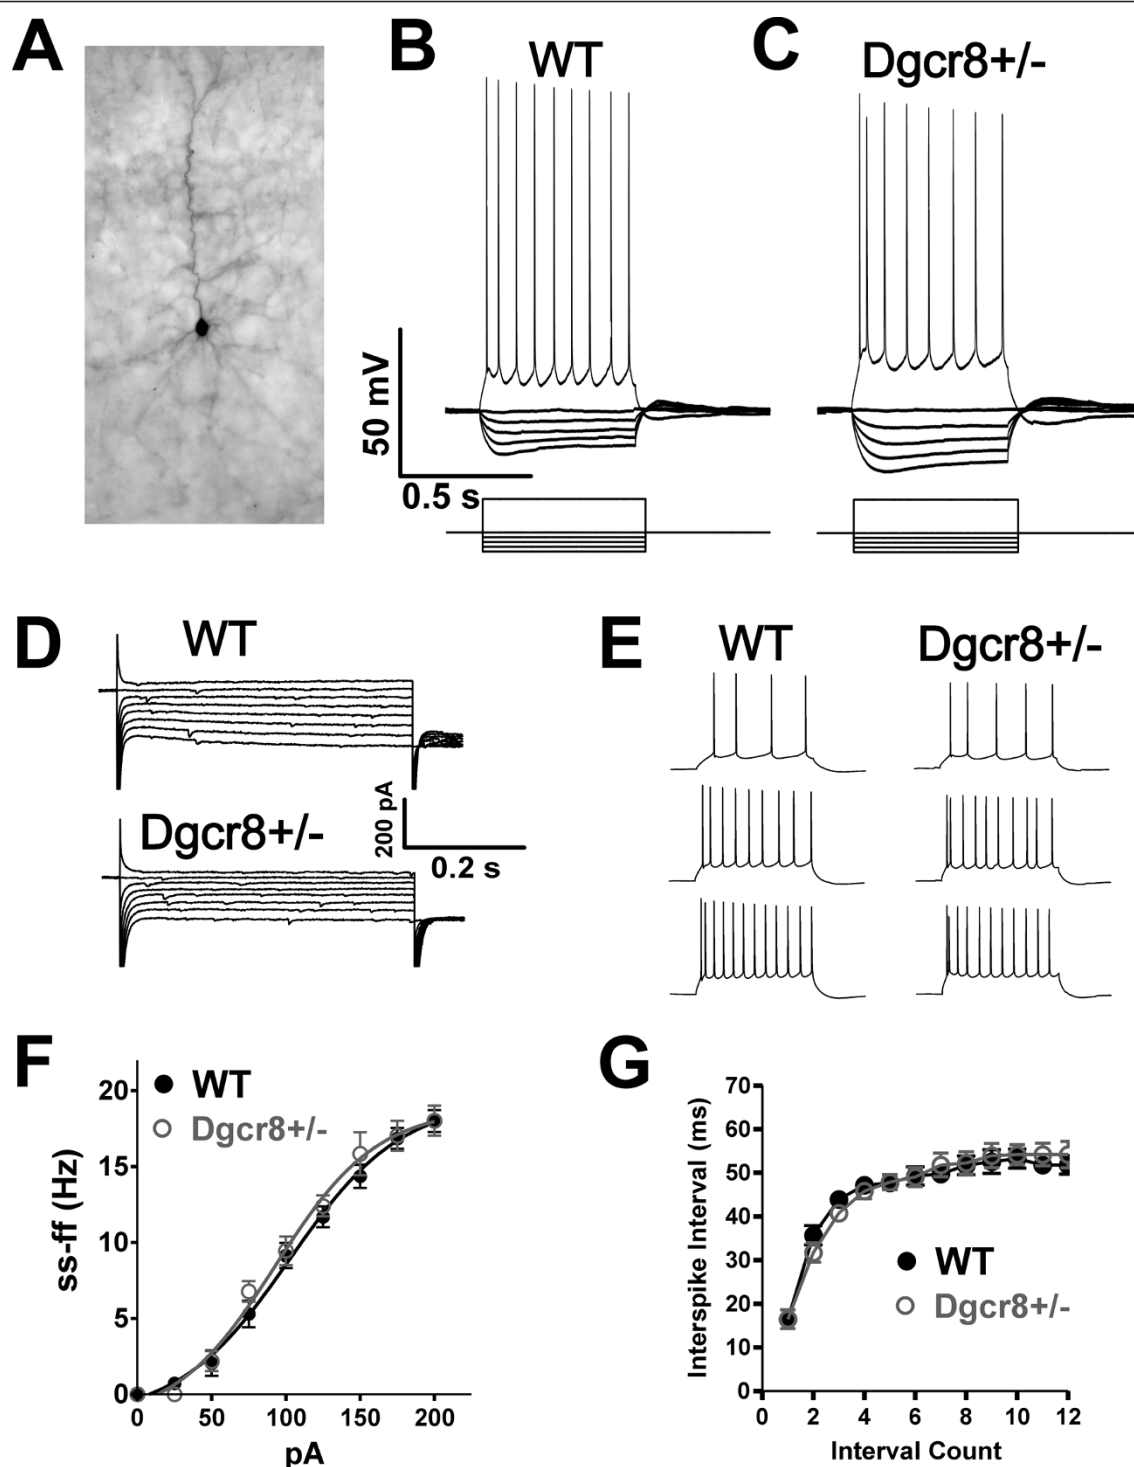 A
B
WT
C
Dgcr8+/-
50 mV
0.5 s
D
WT
Dgcr8+/-
200 pA
0.2 s
E
WT
Dgcr8+/-
F
WT
Dgcr8+/-
ss-ff (Hz)
20
15
10
5
0
0 50 100 150 200
pA
G
Interspike Interval (ms)
70
60
50
40
30
20
10
0
WT
Dgcr8+/-
0 2 4 6 8 10 12
Interval Count